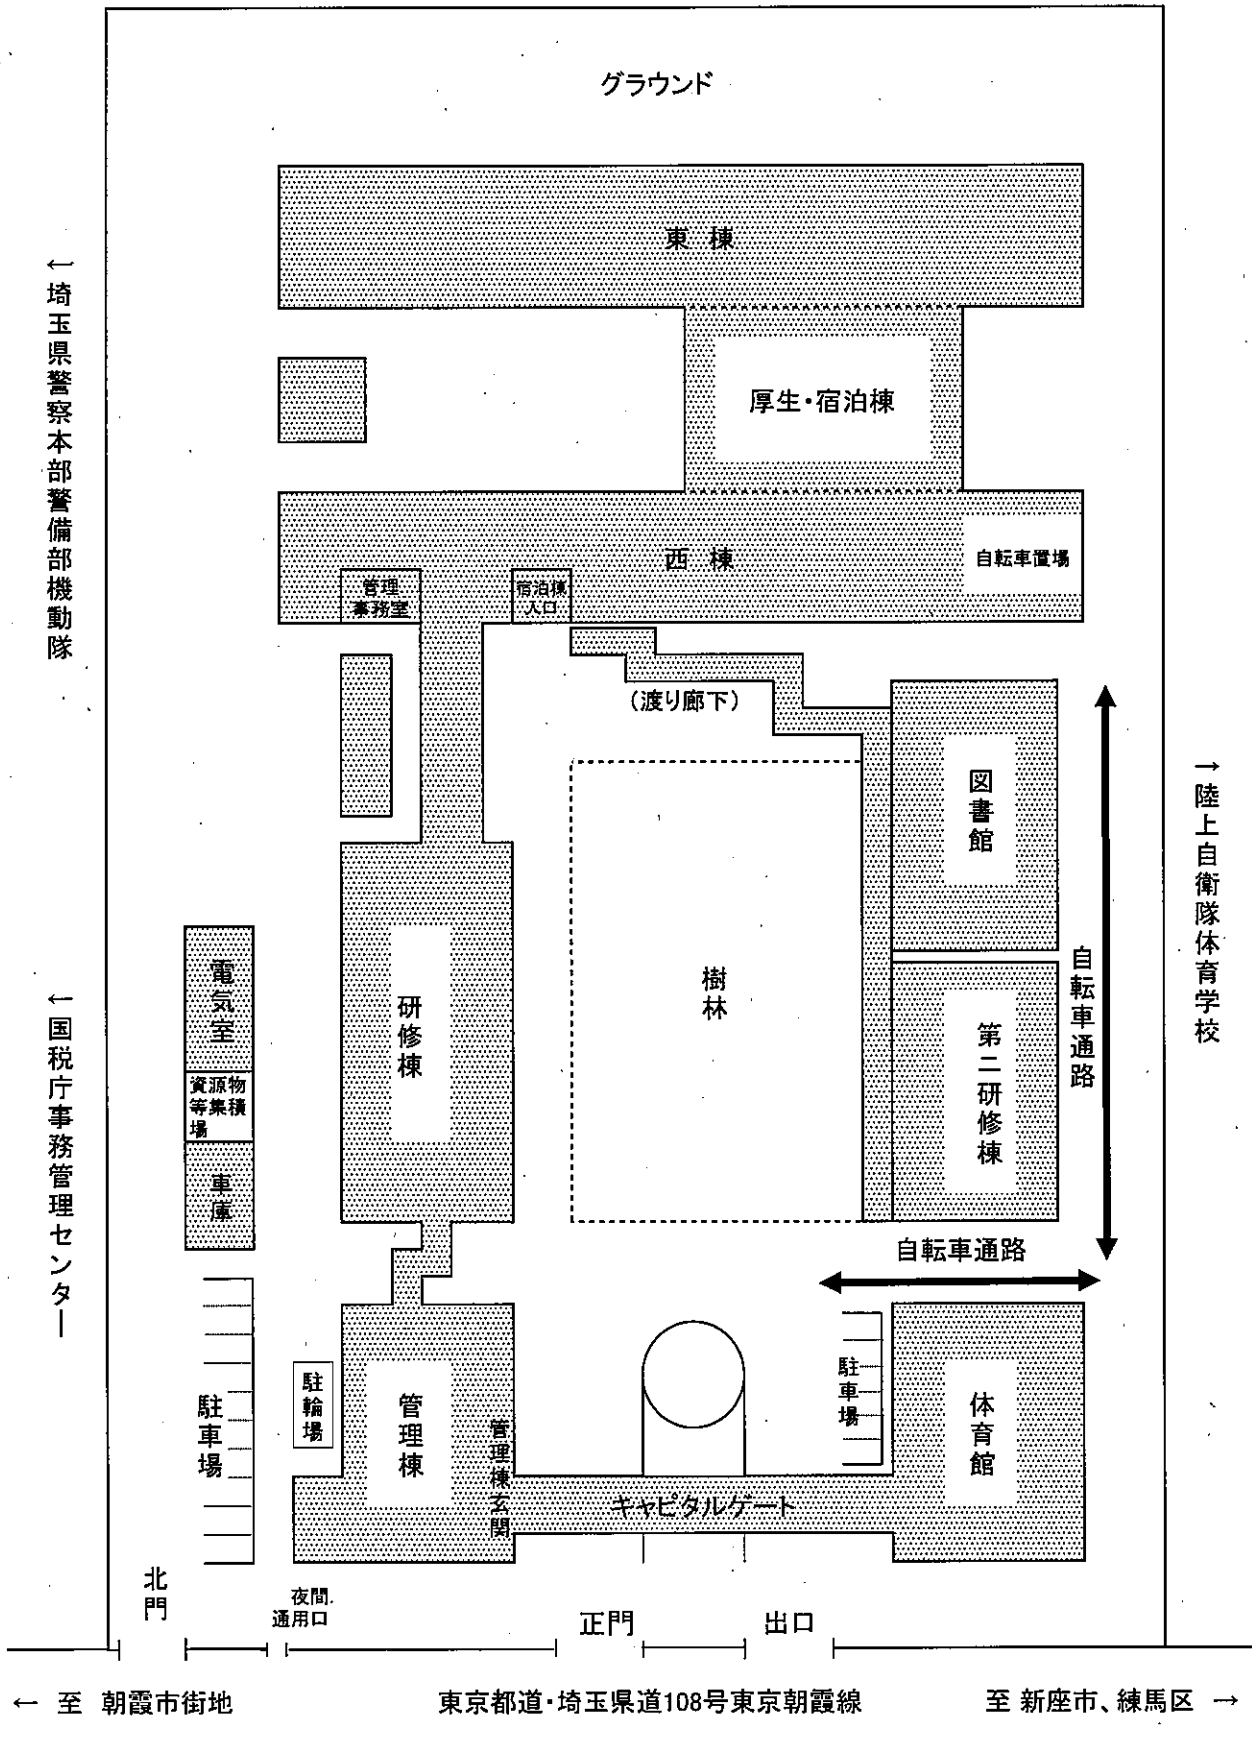 グラウンド
東棟
←埼玉県警察本部警備部機動隊
厚生・宿泊棟
西棟
自転車置場
管理
事務室
宿泊棟
入口
(渡り廊下)
図書館
→陸上自衛隊体育学校
自転車通路
樹林
研修棟
電気室
←国税庁事務管理センター
第二研修棟
資源物
等集積
場
車庫
自転車通路
駐車場
駐輪場
管理棟
管理棟玄関
駐車場
体育館
キャピタルゲート
北門
夜間
通用口
正門
出口
← 至 朝霞市街地
東京都道・埼玉県道108号東京朝霞線
至 新座市、練馬区 →